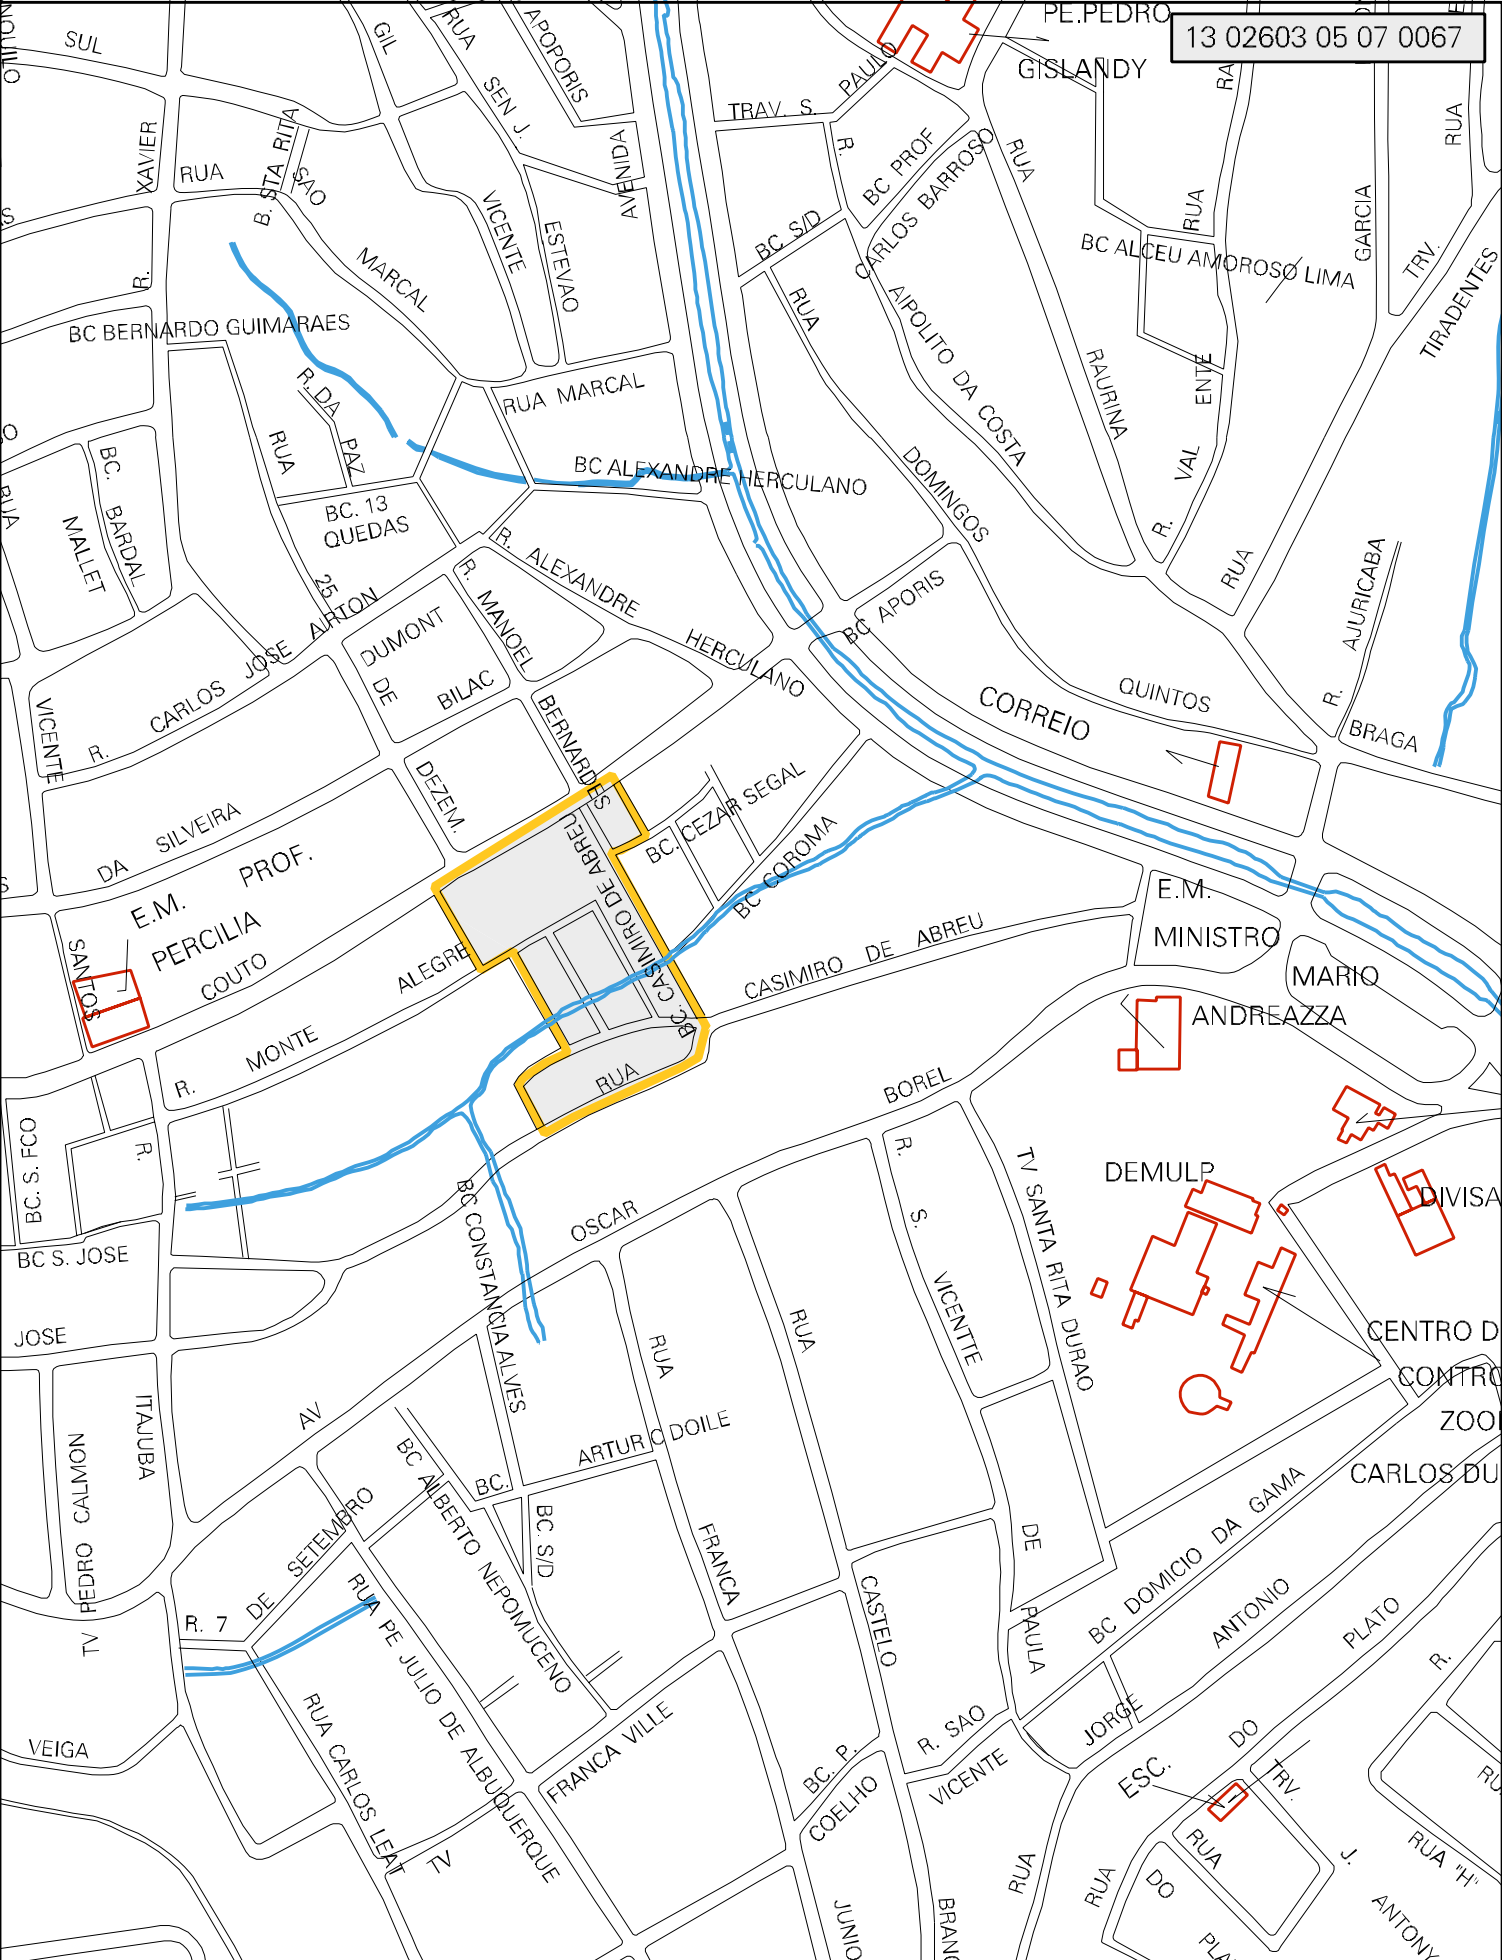 13 02603 05 07 0067
PE.PEDRO
GISLANDY
SUL
GIL
RUA
APOPORIS
SEN J.
AVENIDA
TRAV. S.
PAULO
R.
BC PROF
CARLOS BARROSO
RUA
RUA
XAVIER
RUA
B. STA RITA
SAO
MARCAL
VICENTE
ESTEVAO
BC S/D
RUA
GARCIA
BC ALCEU AMOROSO LIMA
TRV.
TIRADENTES
R.
BC BERNARDO GUIMARAES
R. DA
PAZ
RUA
RUA MARCAL
RUA
AIPOLITO DA COSTA
RAURINA
ENTE
VAL
R.
BC ALEXANDRE HERCULANO
BC. 13
QUEDAS
BC.
BARDAL
MALLET
RUA
25
DOMINGOS
RUA
AJURICABA
R.
R. ALEXANDRE
HERCULANO
R. MANOEL
BERNARDES
BC APORIS
AIRTON
JOSE
CARLOS
R.
DUMONT
DE
BILAC
DEZEM.
VICENTE
QUINTOS
CORREIO
BRAGA
DA SILVEIRA
E.M. PROF.
PERCILIA
SANTOS
COUTO
ALEGRE
MONTE
R.
BC. CEZAR SEGAL
BC COROMA
BC. CASIMIRO DE ABREU
CASIMIRO DE ABREU
RUA
E.M.
MINISTRO
MARIO
ANDREAZZA
BOREL
OSCAR
AV
R.
S.
VICENTTE
DE
PAULA
TV SANTA RITA DURAO
DEMULP
DIVISA
CENTRO D
CONTRO
ZOO
CARLOS DU
BC. S. FCO
R.
BC S. JOSE
JOSE
ITAJUBA
TV PEDRO CALMON
BC CONSTANCIA ALVES
RUA
FRANCA
RUA
CASTELO
ARTUR C DOILE
BC.
BC. S/D
BC ALBERTO NEPOMUCENO
R. 7 DE SETEMBRO
RUA PE JULIO DE ALBUQUERQUE
RUA CARLOS LEAT
TV
FRANCA VILLE
VEIGA
BC DOMICIO DA GAMA
ANTONIO
JORGE
PLATO
DO
R.
R. SAO
VICENTE
BC. P.
COELHO
ESC.
TRV.
RUA
DO
RUA
RUA
J.
ANTONY
RUA "H"
JUNIO
BRANC